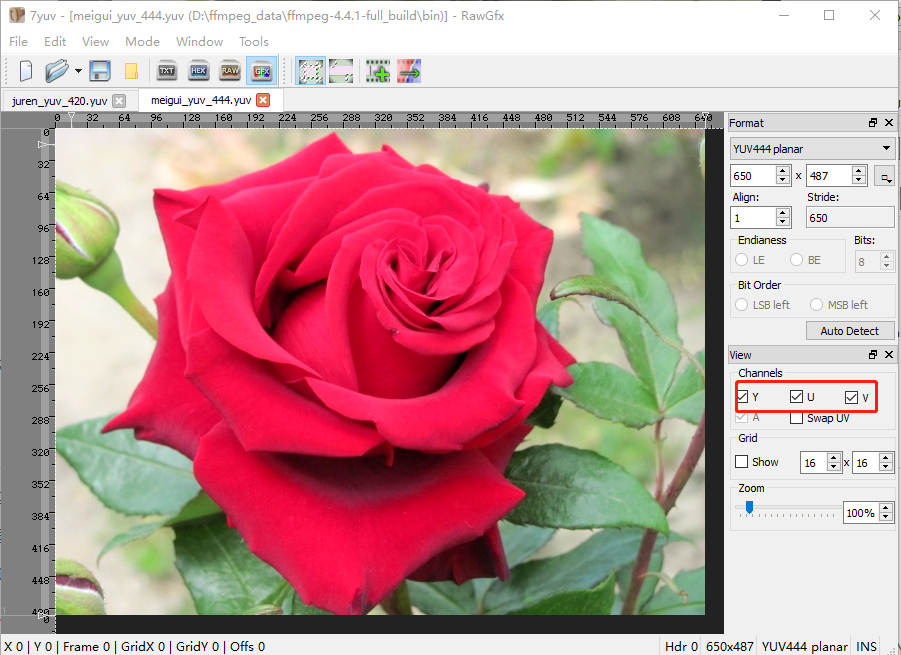 7yuv - [meigui_yuv_444.yuv (D:\ffmpeg_data\ffmpeg-4.4.1-full_build\bin)] - RawGfx
File Edit View Mode Window Tools
TXT HEX RAW GFX
juren_yuv_420.yuv meigui_yuv_444.yuv
0 32 64 96 128 160 192 224 256 288 320 352 384 416 448 480 512 544 576 608 640
0
32
64
96
128
160
192
224
256
288
320
352
384
416
448
480
Format
YUV444 planar
650 x 487
Align: Stride:
1 650
Endianess Bits:
LE BE 8
Bit Order
LSB left MSB left
Auto Detect
View
Channels
Y U V
A Swap UV
Grid
Show 16 x 16
Zoom
100%
X 0 | Y 0 | Frame 0 | GridX 0 | GridY 0 | Offs 0 Hdr 0 650x487 YUV444 planar INS